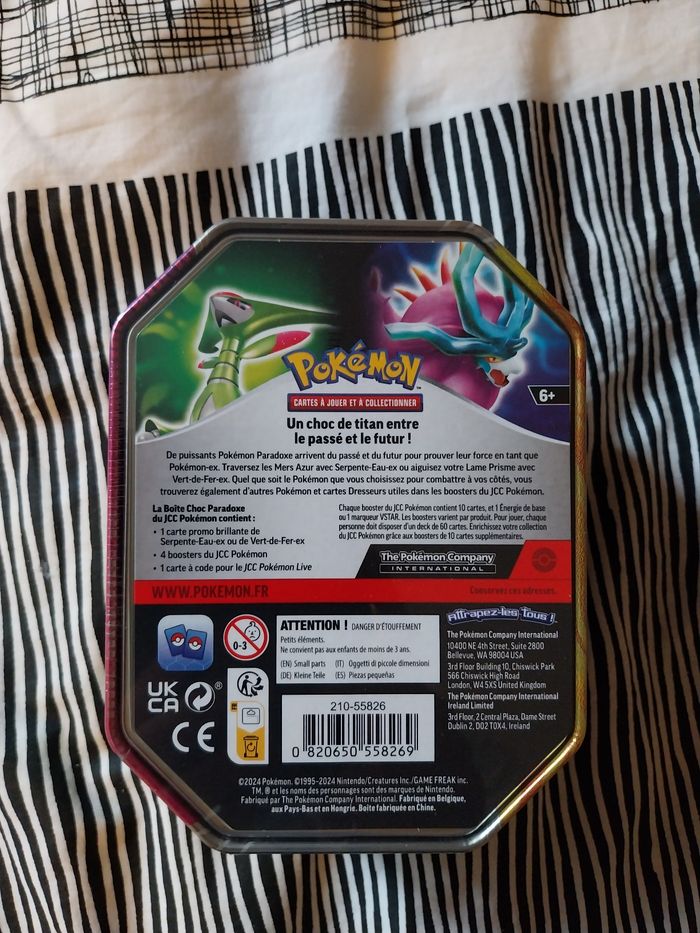 POKéMON™
CARTES À JOUER ET À COLLECTIONNER
6+
Un choc de titan entre
le passé et le futur !
De puissants Pokémon Paradoxe arrivent du passé et du futur pour prouver leur force en tant que
Pokémon-ex. Traversez les Mers Azur avec Serpente-Eau-ex ou aiguisez votre Lame Prisme avec
Vert-de-Fer-ex. Quel que soit le Pokémon que vous choisissez pour combattre à vos côtés, vous
trouverez également d'autres Pokémon et cartes Dresseur utiles dans les boosters du JCC Pokémon.
La Boîte Choc Paradoxe
du JCC Pokémon contient :
• 1 carte promo brillante de
Serpente-Eau-ex ou de Vert-de-Fer-ex
• 4 boosters du JCC Pokémon
• 1 carte à code pour le JCC Pokémon Live
Chaque booster du JCC Pokémon contient 10 cartes, et 1 Énergie de base
ou 1 marqueur VSTAR. Les boosters varient par produit. Pour jouer, chaque
personne doit disposer d'un deck de 60 cartes. Enrichissez votre collection
du JCC Pokémon grâce aux boosters de 10 cartes supplémentaires.
The Pokémon Company
INTERNATIONAL
WWW.POKEMON.FR
Conservez ces adresses.
0-3
ATTENTION ! DANGER D'ÉTOUFFEMENT
Petits éléments.
Ne convient pas aux enfants de moins de 3 ans.
(EN) Small parts (IT) Oggetti di piccole dimensioni
(DE) Kleine Teile (ES) Piezas pequeñas
Attrapez-les tous !
The Pokémon Company International
10400 NE 4th Street, Suite 2800
Bellevue, WA 98004 USA
3rd Floor Building 10, Chiswick Park
566 Chiswick High Road
London, W4 5XS United Kingdom
The Pokémon Company International
Ireland Limited
3rd Floor, 2 Central Plaza, Dame Street
Dublin 2, D02 T0X4, Ireland
UK
CA
®
CE
210-55826
0 820650 558269
©2024 Pokémon. ©1995-2024 Nintendo/Creatures Inc./GAME FREAK inc.
TM, ® et les noms des personnages sont des marques de Nintendo.
Fabriqué par The Pokémon Company International. Fabriqué en Belgique,
aux Pays-Bas et en Hongrie. Boîte fabriquée en Chine.